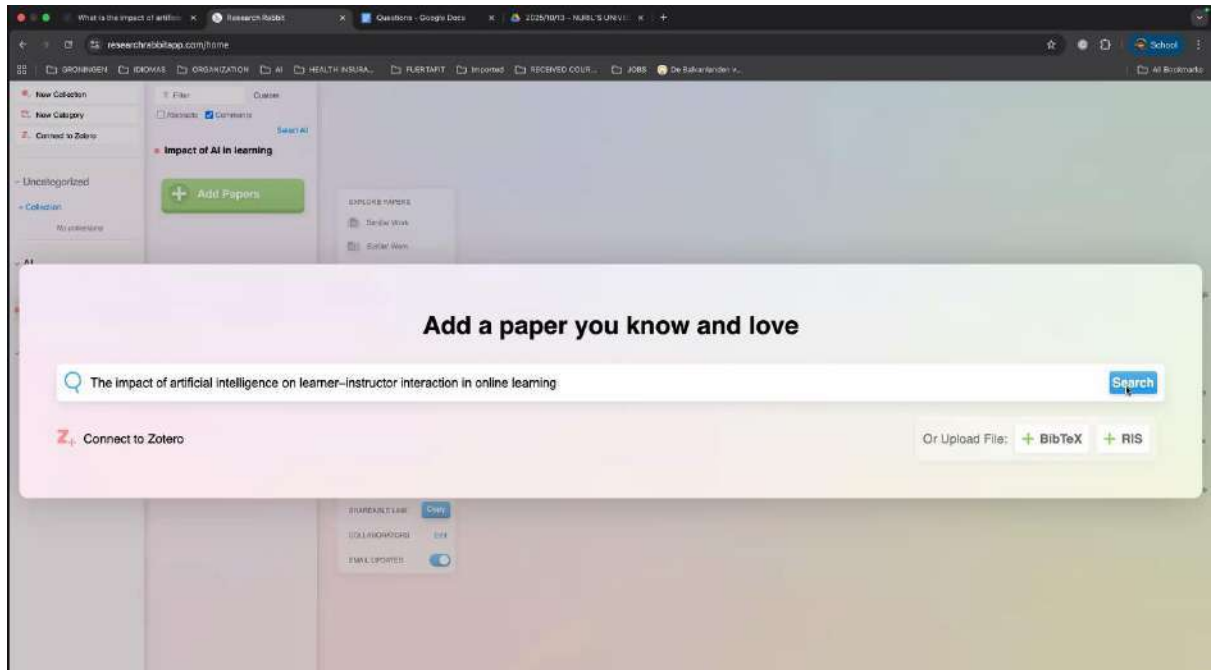 What is the impact of artific
Research Rabbit
Questions - Google Docs
2025/10/13 - NURIL'S UNIV
researchrabbitapp.com/home
School
GRONINGEN
IDIOMAS
ORGANIZATION
AI
HEALTH INSURA...
FUERTAFIT
Imported
RECEIVED COUR...
JOBS
All Bookmarks
New Collection
New Category
Connect to Zotero
Filter
Custom
Abstracts
Comments
Select All
Impact of AI in learning
Uncategorized
+ Collection
No collections
Add Papers
EXPLORE PAPERS
Similar Work
Earlier Work
AI
Add a paper you know and love
The impact of artificial intelligence on learner–instructor interaction in online learning
Search
Z+ Connect to Zotero
Or Upload File:
+ BibTeX
+ RIS
SHAREABLE LINK
Copy
COLLABORATORS
Edit
EMAIL UPDATES